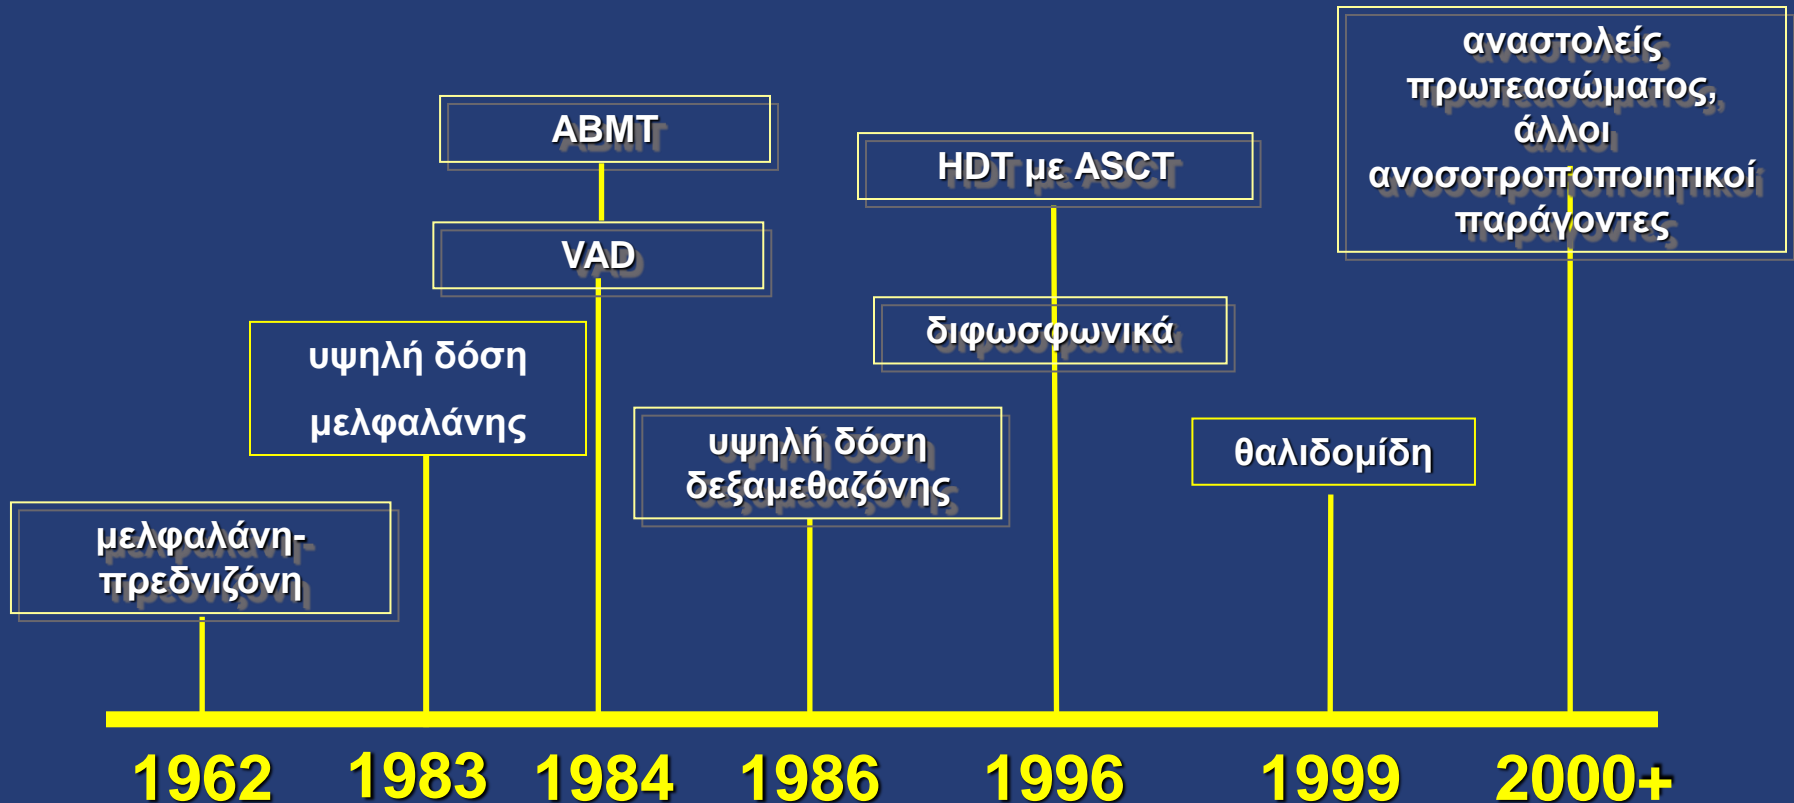 αναστολείς
πρωτεασώματος,
άλλοι
ανοσοτροποποιητικοί
παράγοντες
ABMT
HDT με ASCT
VAD
διφωσφωνικά
υψηλή δόση
μελφαλάνης
υψηλή δόση
δεξαμεθαζόνης
θαλιδομίδη
μελφαλάνη-
πρεδνιζόνη
1962 1983 1984 1986 1996 1999 2000+